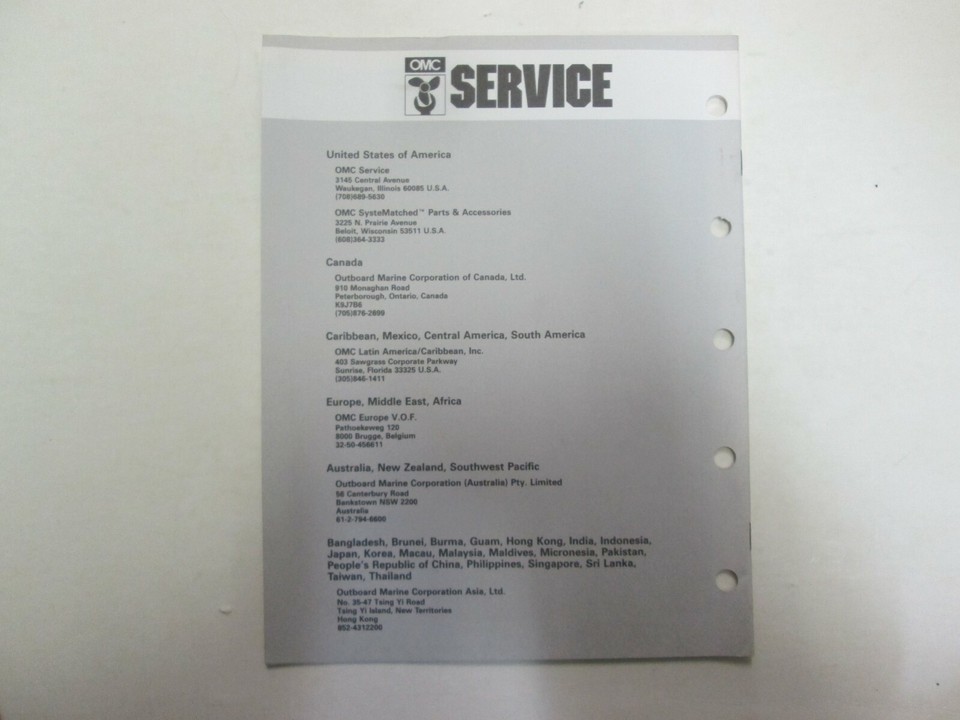 OMC
SERVICE
United States of America
OMC Service
3145 Central Avenue
Waukegan, Illinois 60085 U.S.A.
(708)689-5630
OMC SysteMatched™ Parts & Accessories
3225 N. Prairie Avenue
Beloit, Wisconsin 53511 U.S.A.
(608)364-3333
Canada
Outboard Marine Corporation of Canada, Ltd.
910 Monaghan Road
Peterborough, Ontario, Canada
K9J7B6
(705)876-2699
Caribbean, Mexico, Central America, South America
OMC Latin America/Caribbean, Inc.
403 Sawgrass Corporate Parkway
Sunrise, Florida 33325 U.S.A.
(305)846-1411
Europe, Middle East, Africa
OMC Europe V.O.F.
Pathoekeweg 120
8000 Brugge, Belgium
32-50-456611
Australia, New Zealand, Southwest Pacific
Outboard Marine Corporation (Australia) Pty. Limited
56 Canterbury Road
Bankstown NSW 2200
Australia
61-2-794-6600
Bangladesh, Brunei, Burma, Guam, Hong Kong, India, Indonesia,
Japan, Korea, Macau, Malaysia, Maldives, Micronesia, Pakistan,
People's Republic of China, Philippines, Singapore, Sri Lanka,
Taiwan, Thailand
Outboard Marine Corporation Asia, Ltd.
No. 35-47 Tsing Yi Road
Tsing Yi Island, New Territories
Hong Kong
852-4312200